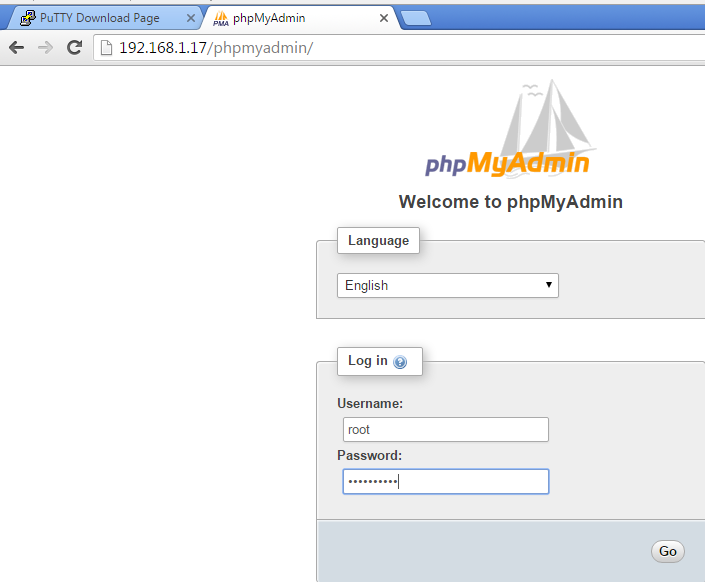 PuTTY Download Page
phpMyAdmin
192.168.1.17/phpmyadmin/
phpMyAdmin
Welcome to phpMyAdmin
Language
English
Log in
Username:
root
Password:
••••••••••
Go